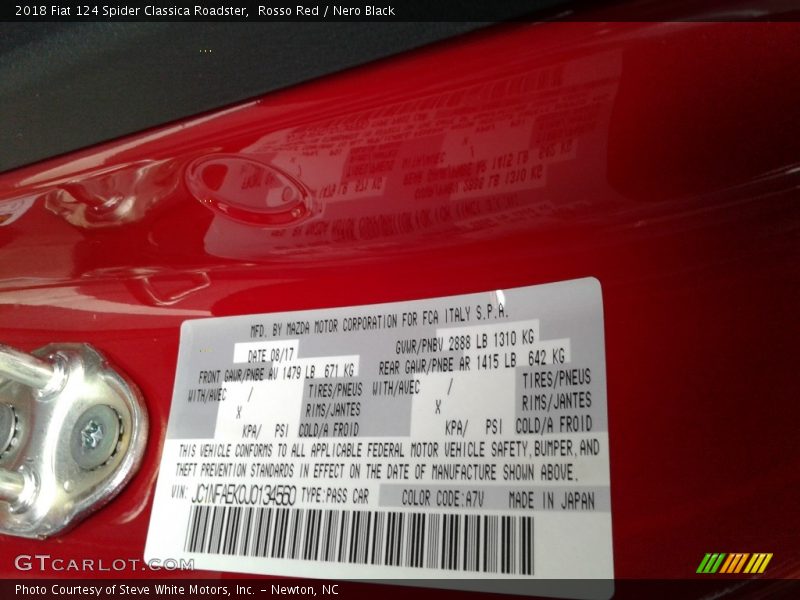 2018 Fiat 124 Spider Classica Roadster,  Rosso Red / Nero Black
MFD. BY MAZDA MOTOR CORPORATION FOR FCA ITALY S.P.A.
DATE 08/17 GVWR/PNBV 2888 LB 1310 KG
FRONT GAWR/PNBE AV 1479 LB 671 KG REAR GAWR/PNBE AR 1415 LB 642 KG
WITH/AVEC / TIRES/PNEUS WITH/AVEC / TIRES/PNEUS
X RIMS/JANTES X RIMS/JANTES
KPA/ PSI COLD/A FROID KPA/ PSI COLD/A FROID
THIS VEHICLE CONFORMS TO ALL APPLICABLE FEDERAL MOTOR VEHICLE SAFETY, BUMPER, AND
THEFT PREVENTION STANDARDS IN EFFECT ON THE DATE OF MANUFACTURE SHOWN ABOVE.
VIN: JC1NFAEK0J0134550 TYPE: PASS CAR COLOR CODE: A7V MADE IN JAPAN
GTCARLOT.COM
Photo Courtesy of Steve White Motors, Inc. – Newton, NC